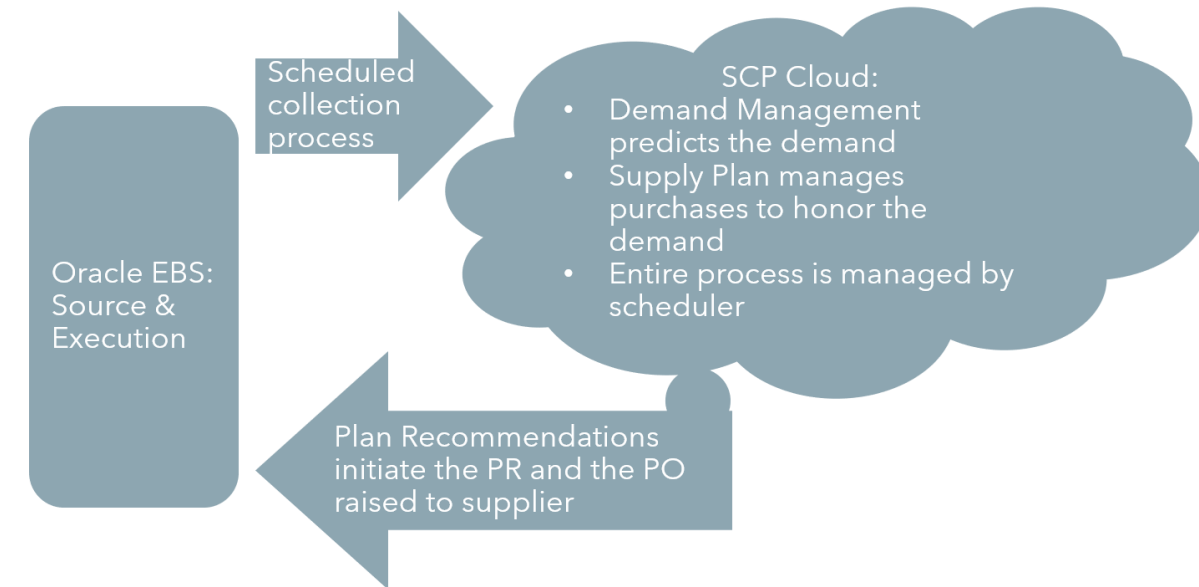 Scheduled
collection
process
SCP Cloud:
• Demand Management
predicts the demand
• Supply Plan manages
purchases to honor the
demand
• Entire process is managed by
scheduler
Oracle EBS:
Source &
Execution
Plan Recommendations
initiate the PR and the PO
raised to supplier